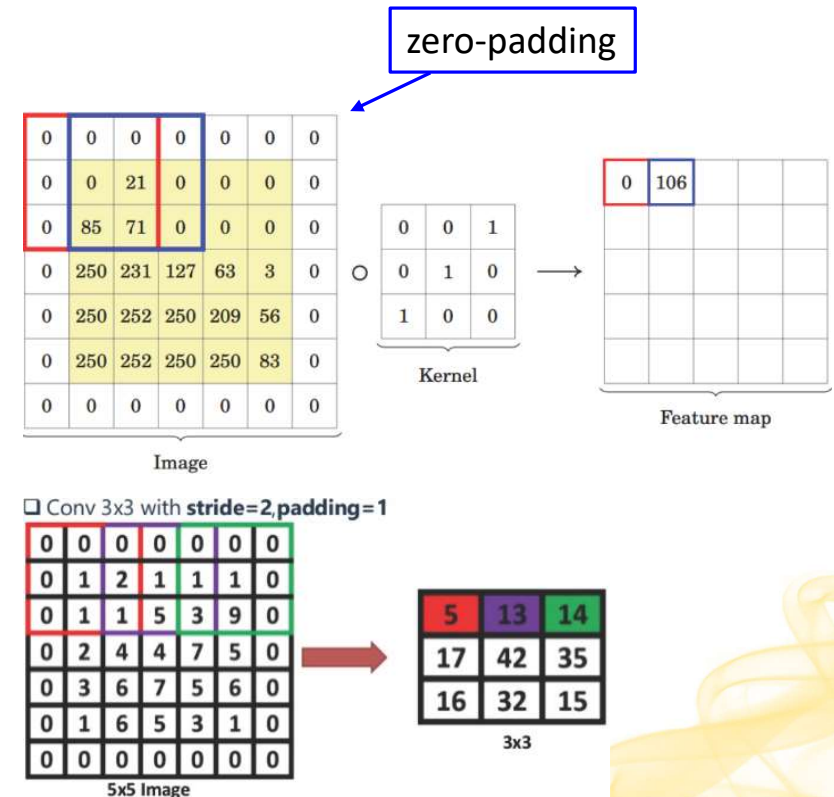 zero-padding
0 0 0 0 0 0 0
0 0 21 0 0 0 0
0 85 71 0 0 0 0
0 250 231 127 63 3 0
0 250 252 250 209 56 0
0 250 252 250 250 83 0
0 0 0 0 0 0 0
Image
0 0 1
0 1 0
1 0 0
Kernel
0 106
Feature map
Conv 3x3 with stride=2,padding=1
0 0 0 0 0 0 0
0 1 2 1 1 1 0
0 1 1 5 3 9 0
0 2 4 4 7 5 0
0 3 6 7 5 6 0
0 1 6 5 3 1 0
0 0 0 0 0 0 0
5x5 Image
5 13 14
17 42 35
16 32 15
3x3